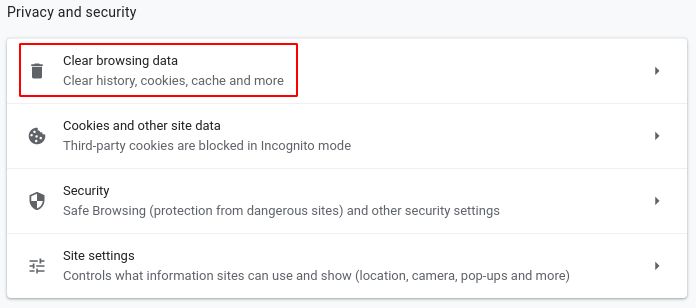 Privacy and security
Clear browsing data
Clear history, cookies, cache and more
Cookies and other site data
Third-party cookies are blocked in Incognito mode
Security
Safe Browsing (protection from dangerous sites) and other security settings
Site settings
Controls what information sites can use and show (location, camera, pop-ups and more)